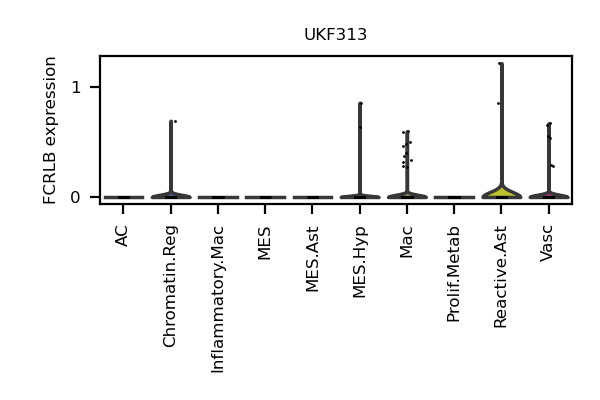 UKF313
FCRLB expression
1
0
AC
Chromatin.Reg
Inflammatory.Mac
MES
MES.Ast
MES.Hyp
Mac
Prolif.Metab
Reactive.Ast
Vasc